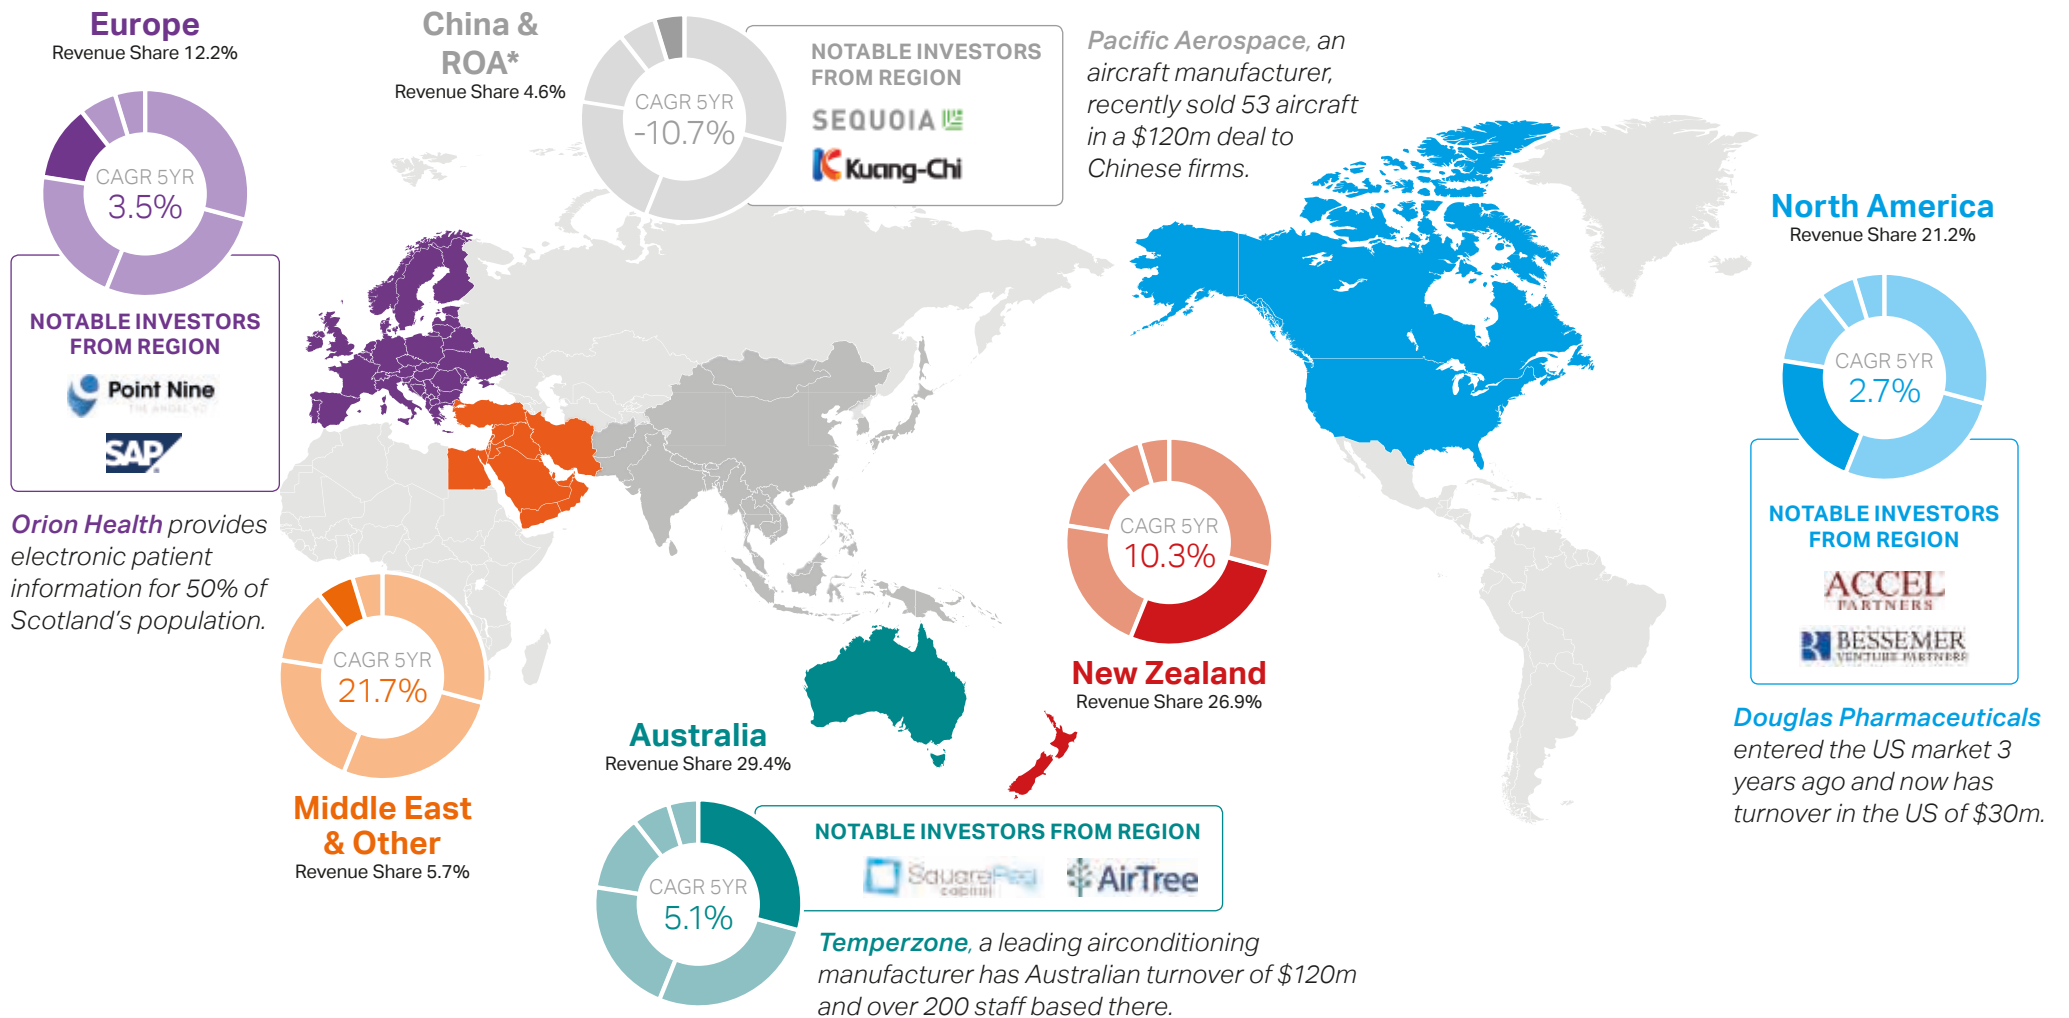 Europe
Revenue Share 12.2%
CAGR 5YR
3.5%
NOTABLE INVESTORS
FROM REGION
Point Nine
THE ANGEL VC
SAP
Orion Health provides
electronic patient
information for 50% of
Scotland's population.
China &
ROA*
Revenue Share 4.6%
CAGR 5YR
-10.7%
NOTABLE INVESTORS
FROM REGION
SEQUOIA
Kuang-Chi
Pacific Aerospace, an
aircraft manufacturer,
recently sold 53 aircraft
in a $120m deal to
Chinese firms.
North America
Revenue Share 21.2%
CAGR 5YR
2.7%
NOTABLE INVESTORS
FROM REGION
ACCEL
PARTNERS
BESSEMER
VENTURE PARTNERS
Douglas Pharmaceuticals
entered the US market 3
years ago and now has
turnover in the US of $30m.
CAGR 5YR
21.7%
Middle East
& Other
Revenue Share 5.7%
CAGR 5YR
10.3%
New Zealand
Revenue Share 26.9%
Australia
Revenue Share 29.4%
CAGR 5YR
5.1%
NOTABLE INVESTORS FROM REGION
SquarePeg
capital
AirTree
Temperzone, a leading airconditioning
manufacturer has Australian turnover of $120m
and over 200 staff based there.